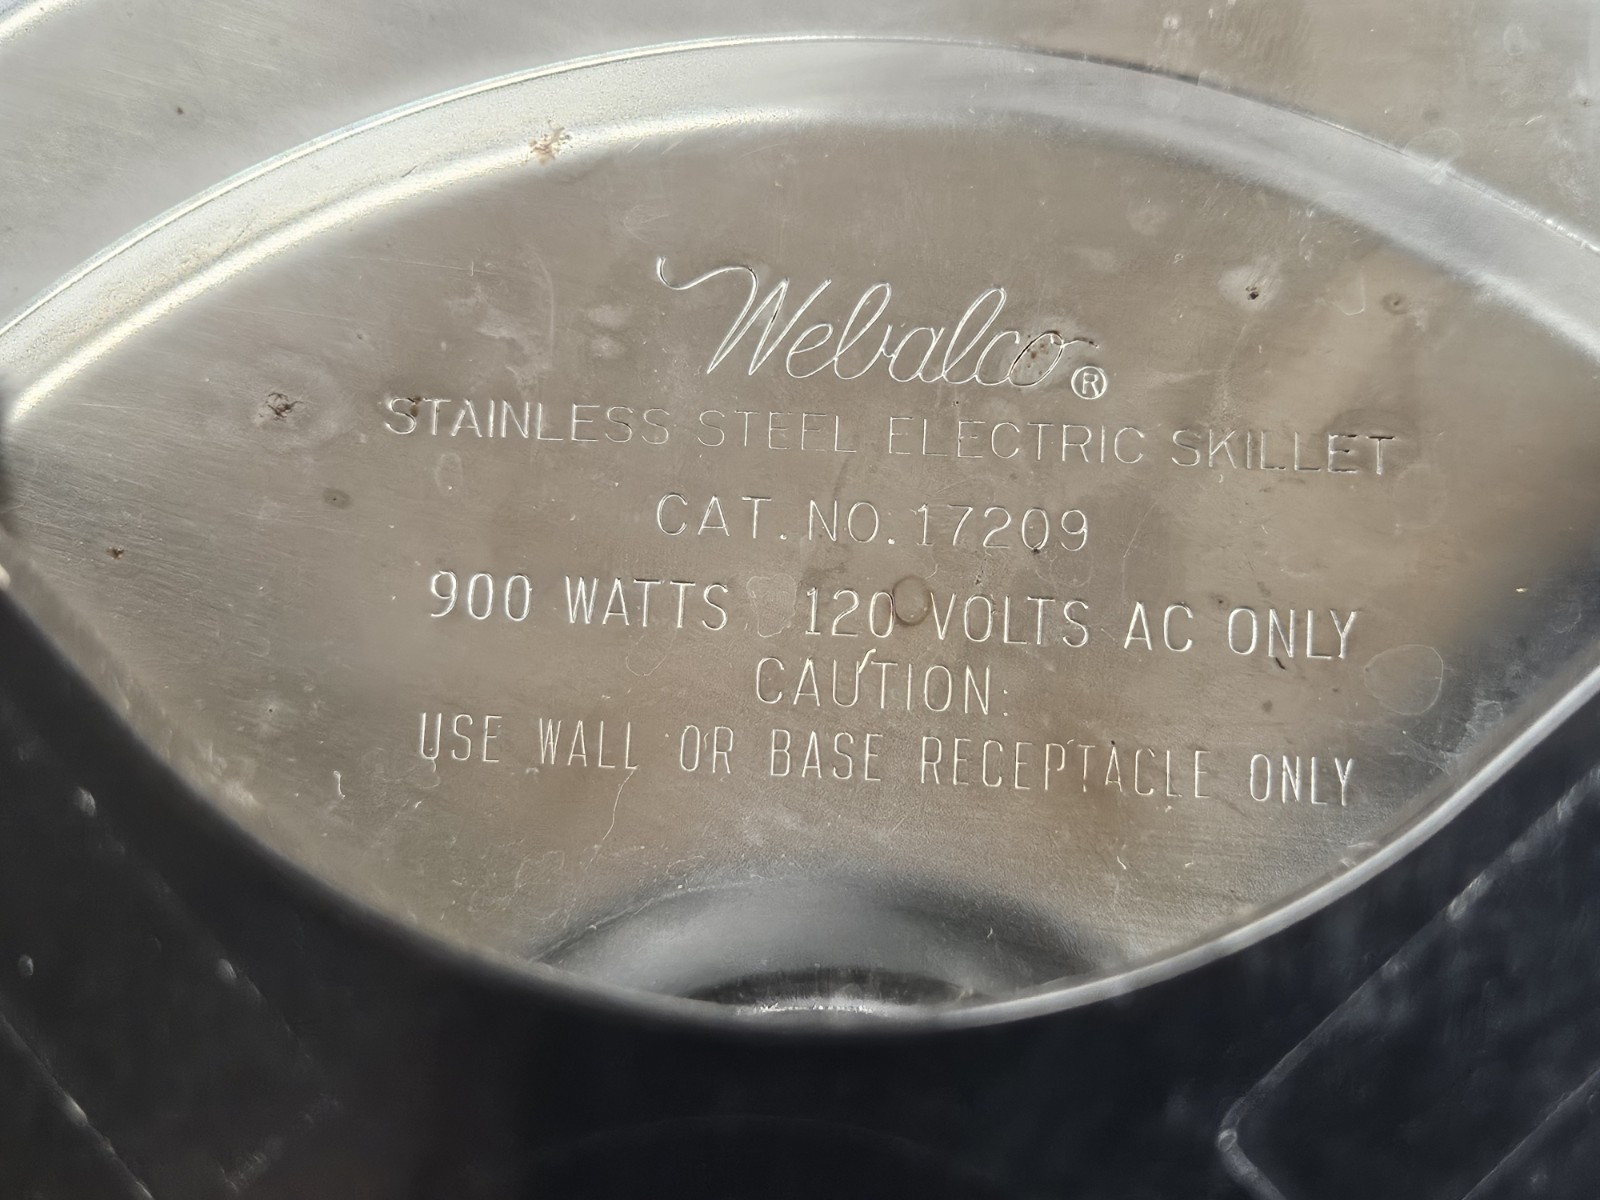 Webalco®
STAINLESS STEEL ELECTRIC SKILLET
CAT. NO. 17209
900 WATTS 120 VOLTS AC ONLY
CAUTION:
USE WALL OR BASE RECEPTACLE ONLY